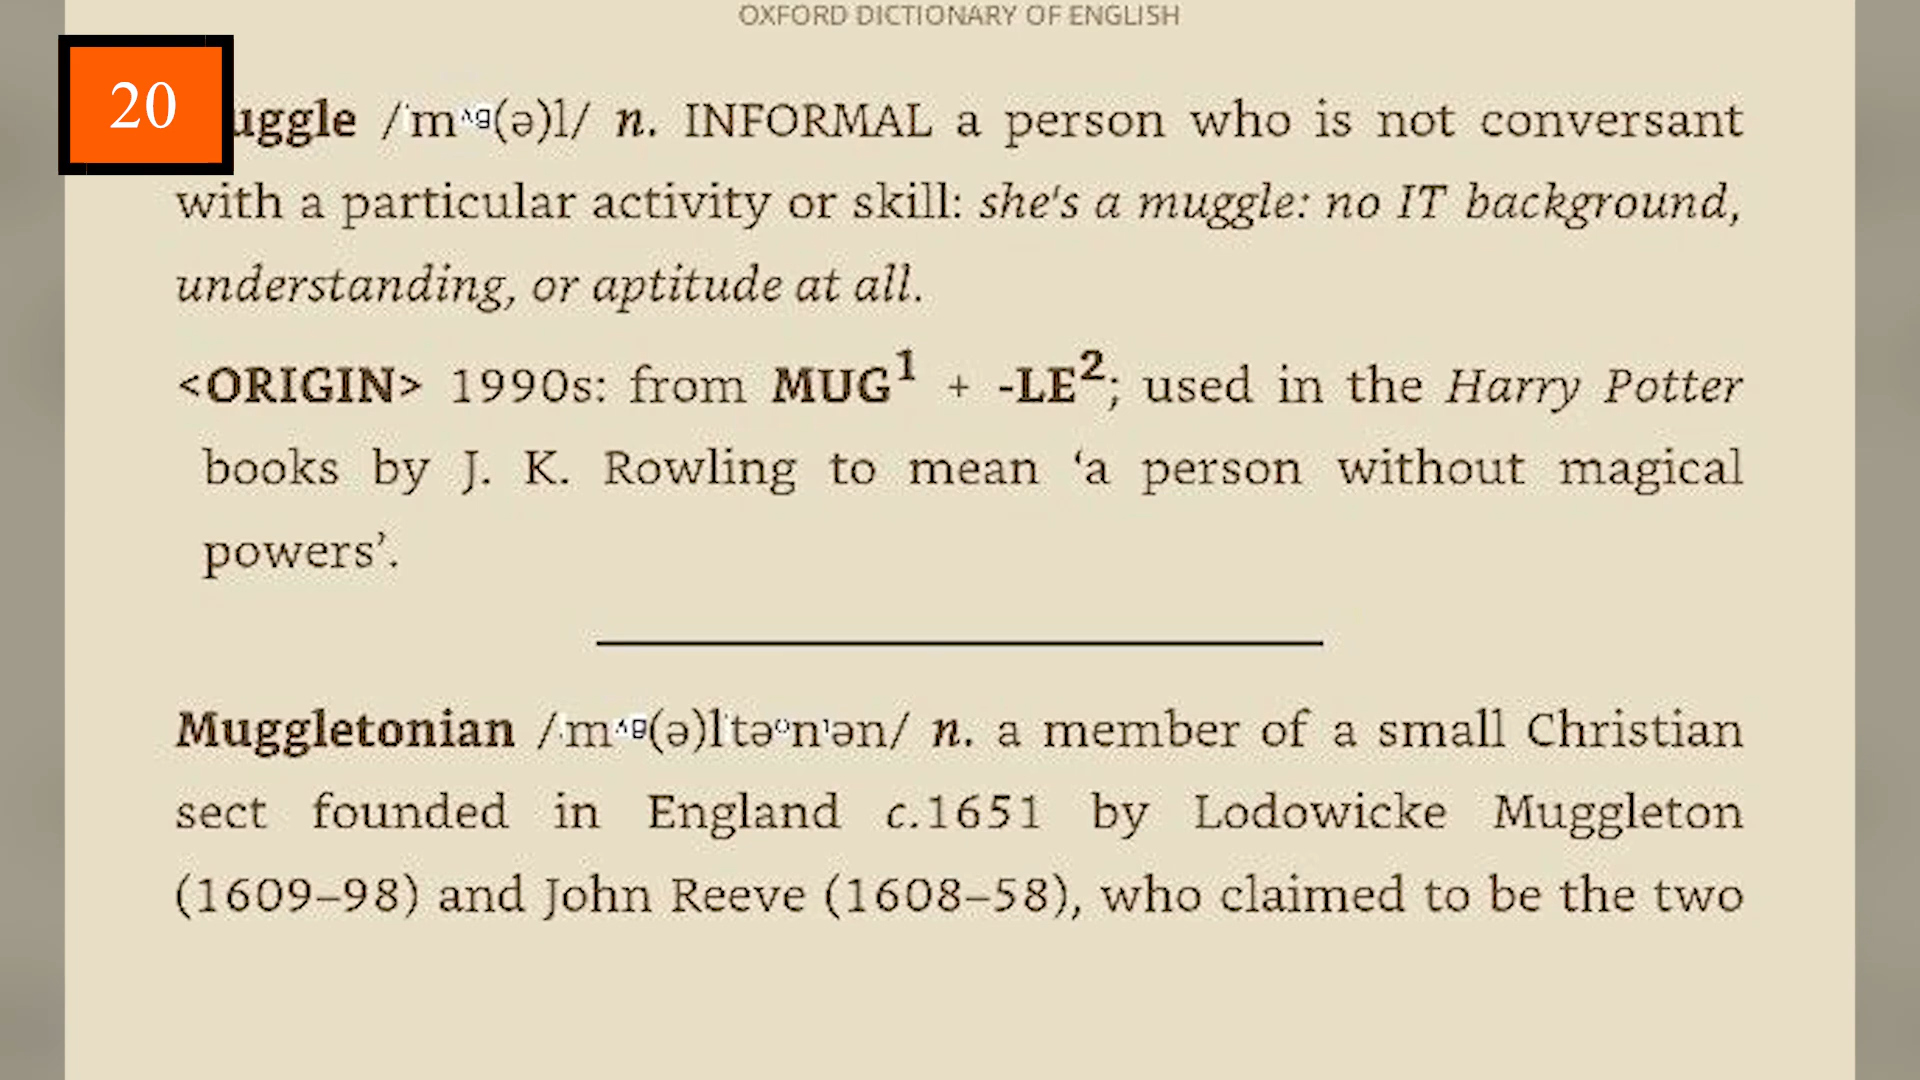 OXFORD DICTIONARY OF ENGLISH
20
uggle /ˈmʌɡ(ə)l/ n. INFORMAL a person who is not conversant
with a particular activity or skill: she's a muggle: no IT background,
understanding, or aptitude at all.
<ORIGIN> 1990s: from MUG¹ + -LE²; used in the Harry Potter
books by J. K. Rowling to mean ‘a person without magical
powers’.
Muggletonian /ˌmʌɡ(ə)lˈtəʊnɪən/ n. a member of a small Christian
sect founded in England c.1651 by Lodowicke Muggleton
(1609–98) and John Reeve (1608–58), who claimed to be the two